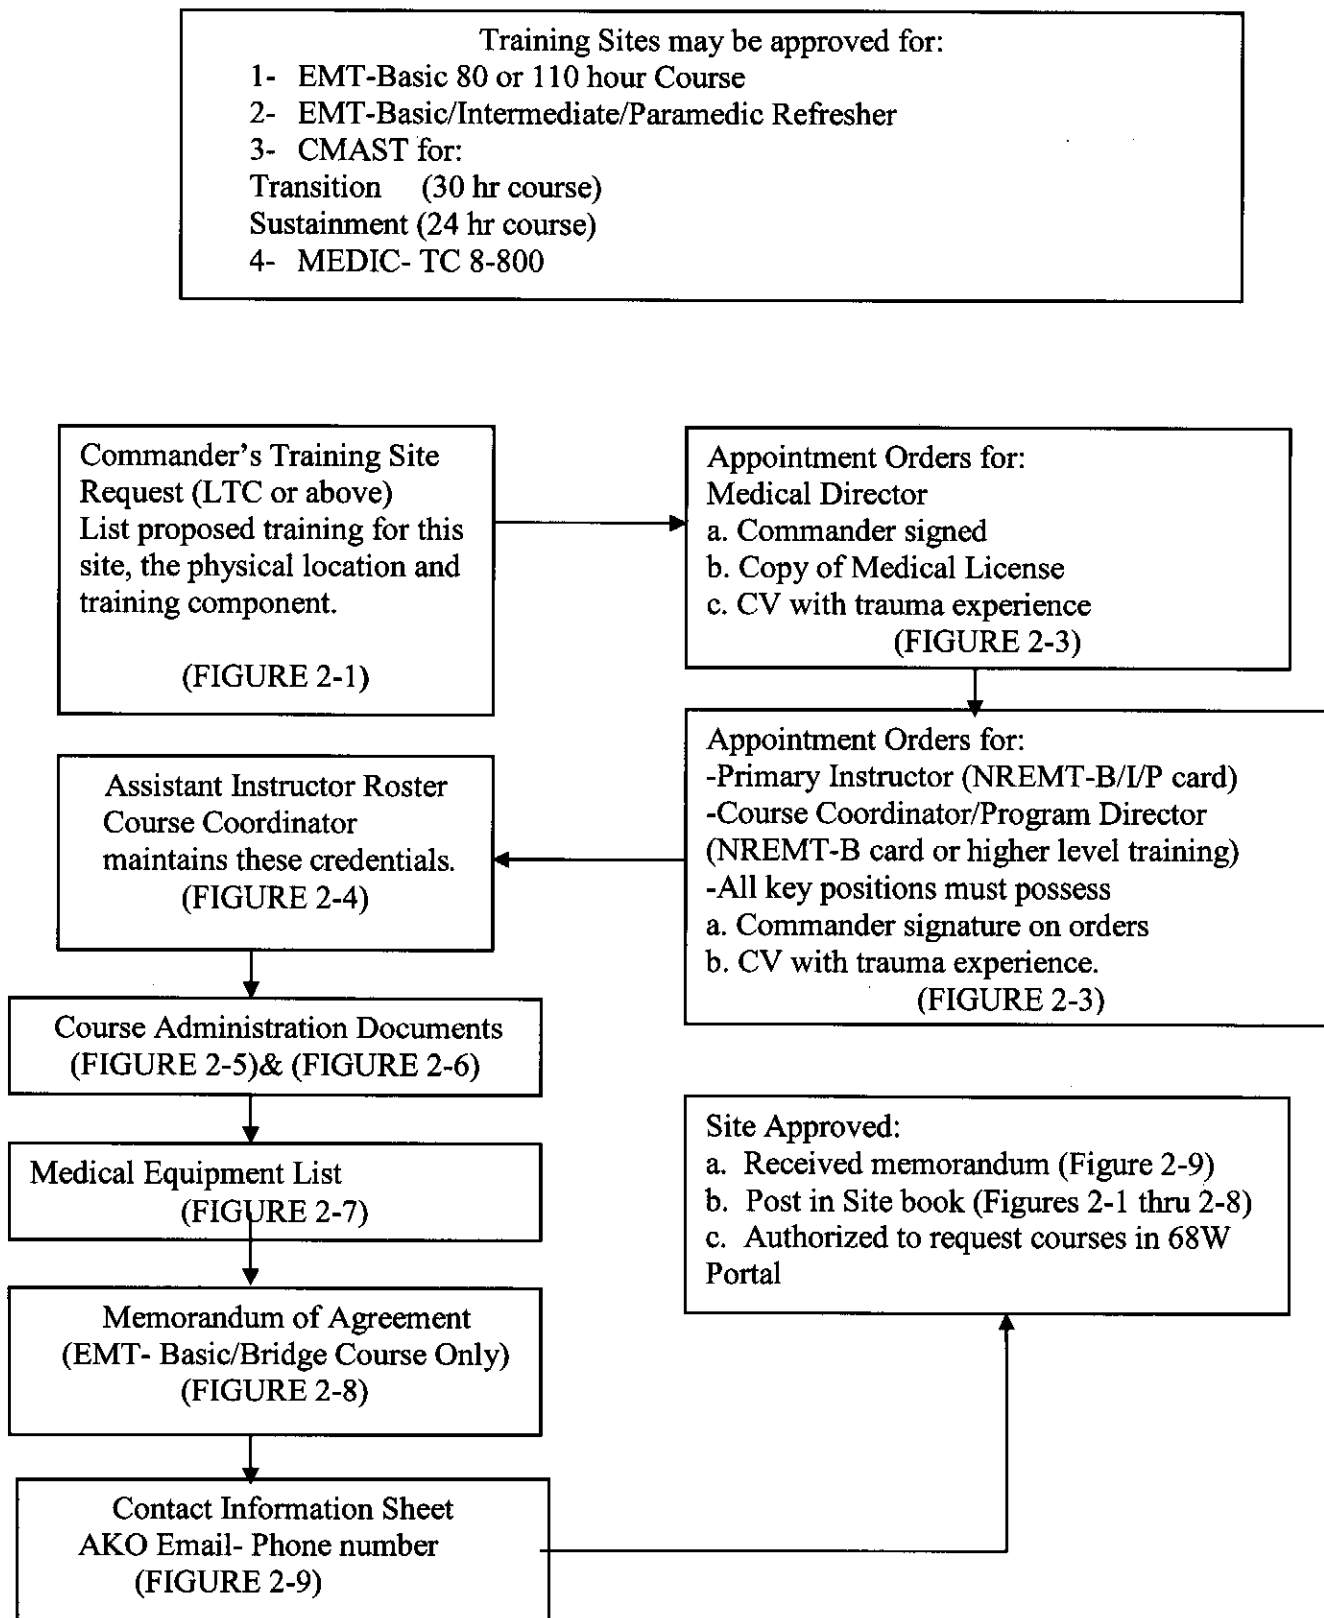 Training Sites may be approved for:
1- EMT-Basic 80 or 110 hour Course
2- EMT-Basic/Intermediate/Paramedic Refresher
3- CMAST for:
Transition (30 hr course)
Sustainment (24 hr course)
4- MEDIC- TC 8-800
Commander's Training Site
Request (LTC or above)
List proposed training for this
site, the physical location and
training component.
(FIGURE 2-1)
Appointment Orders for:
Medical Director
a. Commander signed
b. Copy of Medical License
c. CV with trauma experience
(FIGURE 2-3)
Appointment Orders for:
-Primary Instructor (NREMT-B/I/P card)
-Course Coordinator/Program Director
(NREMT-B card or higher level training)
-All key positions must possess
a. Commander signature on orders
b. CV with trauma experience.
(FIGURE 2-3)
Assistant Instructor Roster
Course Coordinator
maintains these credentials.
(FIGURE 2-4)
Course Administration Documents
(FIGURE 2-5)& (FIGURE 2-6)
Medical Equipment List
(FIGURE 2-7)
Memorandum of Agreement
(EMT- Basic/Bridge Course Only)
(FIGURE 2-8)
Contact Information Sheet
AKO Email- Phone number
(FIGURE 2-9)
Site Approved:
a. Received memorandum (Figure 2-9)
b. Post in Site book (Figures 2-1 thru 2-8)
c. Authorized to request courses in 68W
Portal